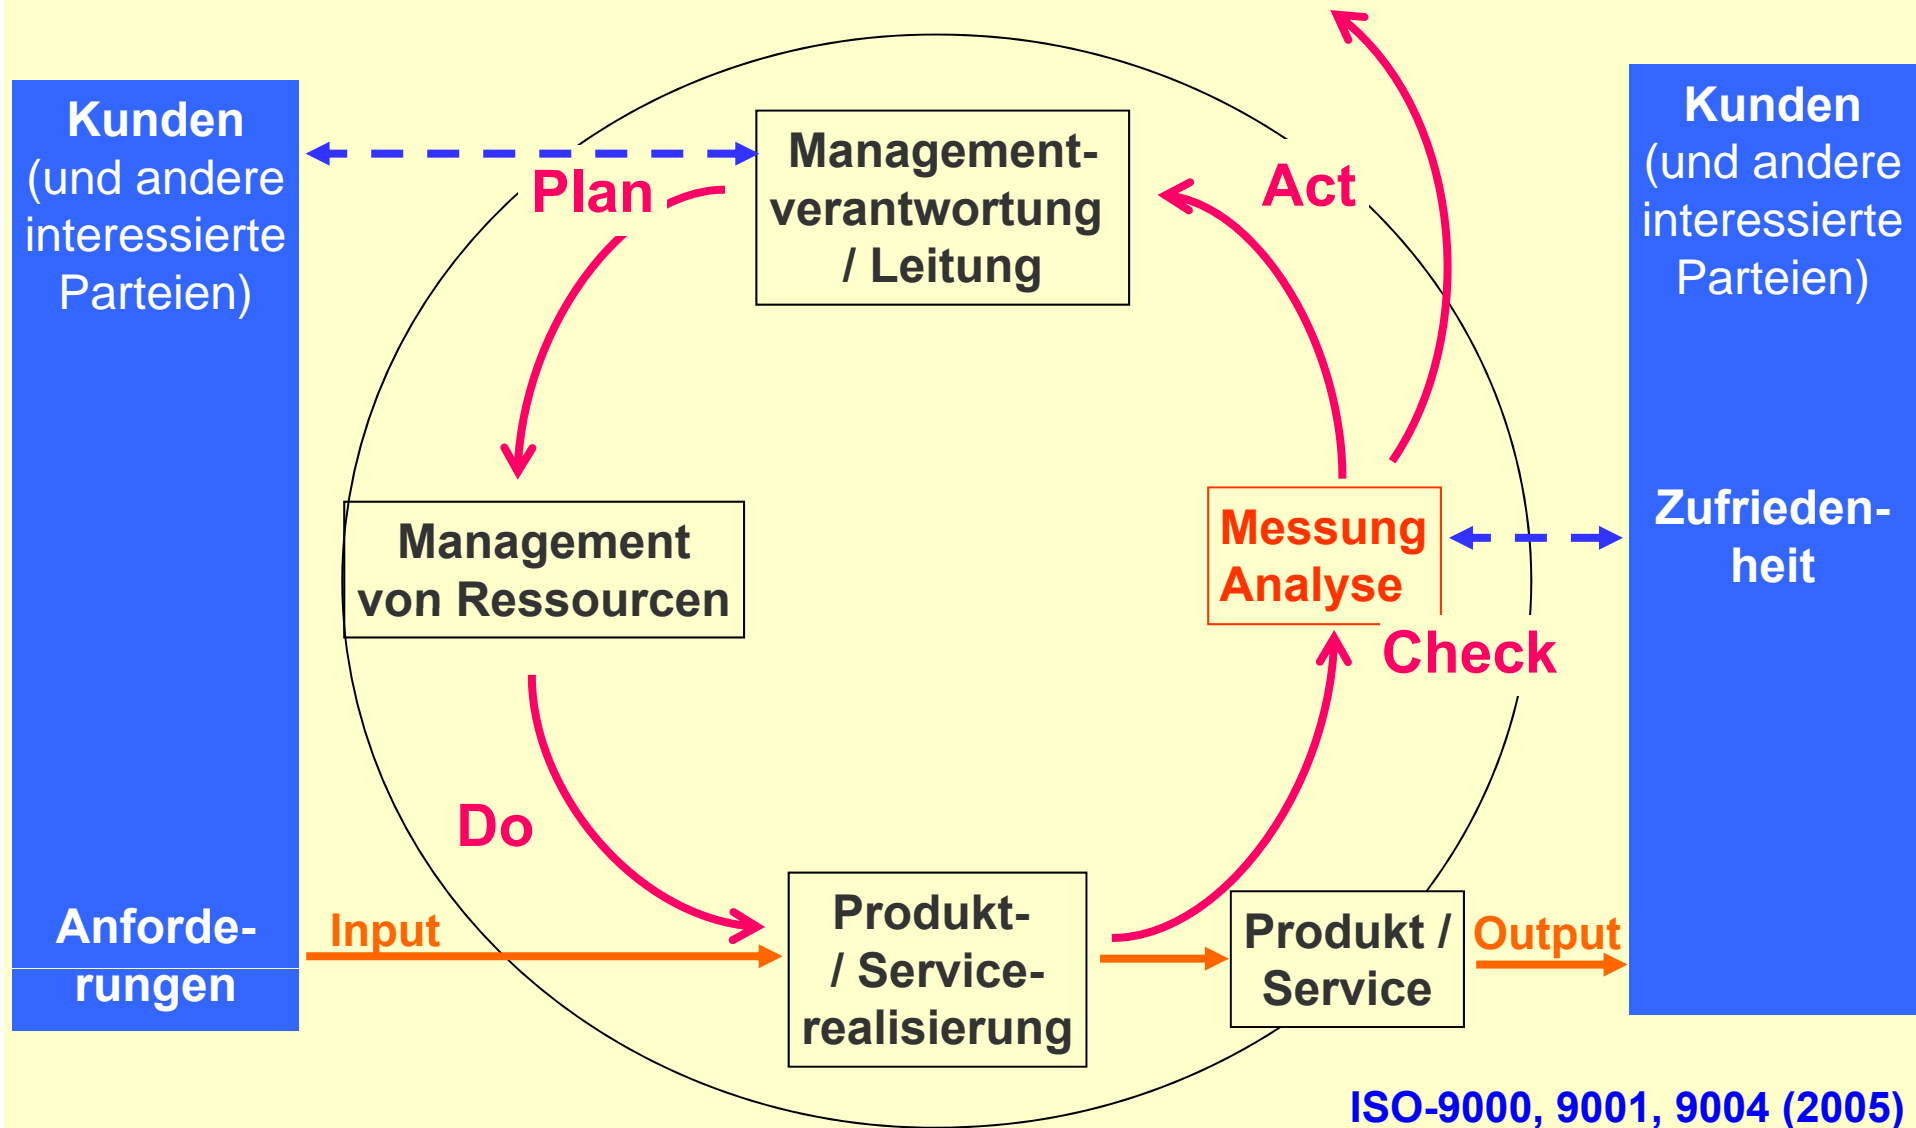 Kunden
(und andere
interessierte
Parteien)
Anforde-
rungen
Plan
Management-
verantwortung
/ Leitung
Act
Management
von Ressourcen
Messung
Analyse
Check
Do
Input
Produkt-
/ Service-
realisierung
Produkt /
Service
Output
Kunden
(und andere
interessierte
Parteien)
Zufrieden-
heit
ISO-9000, 9001, 9004 (2005)